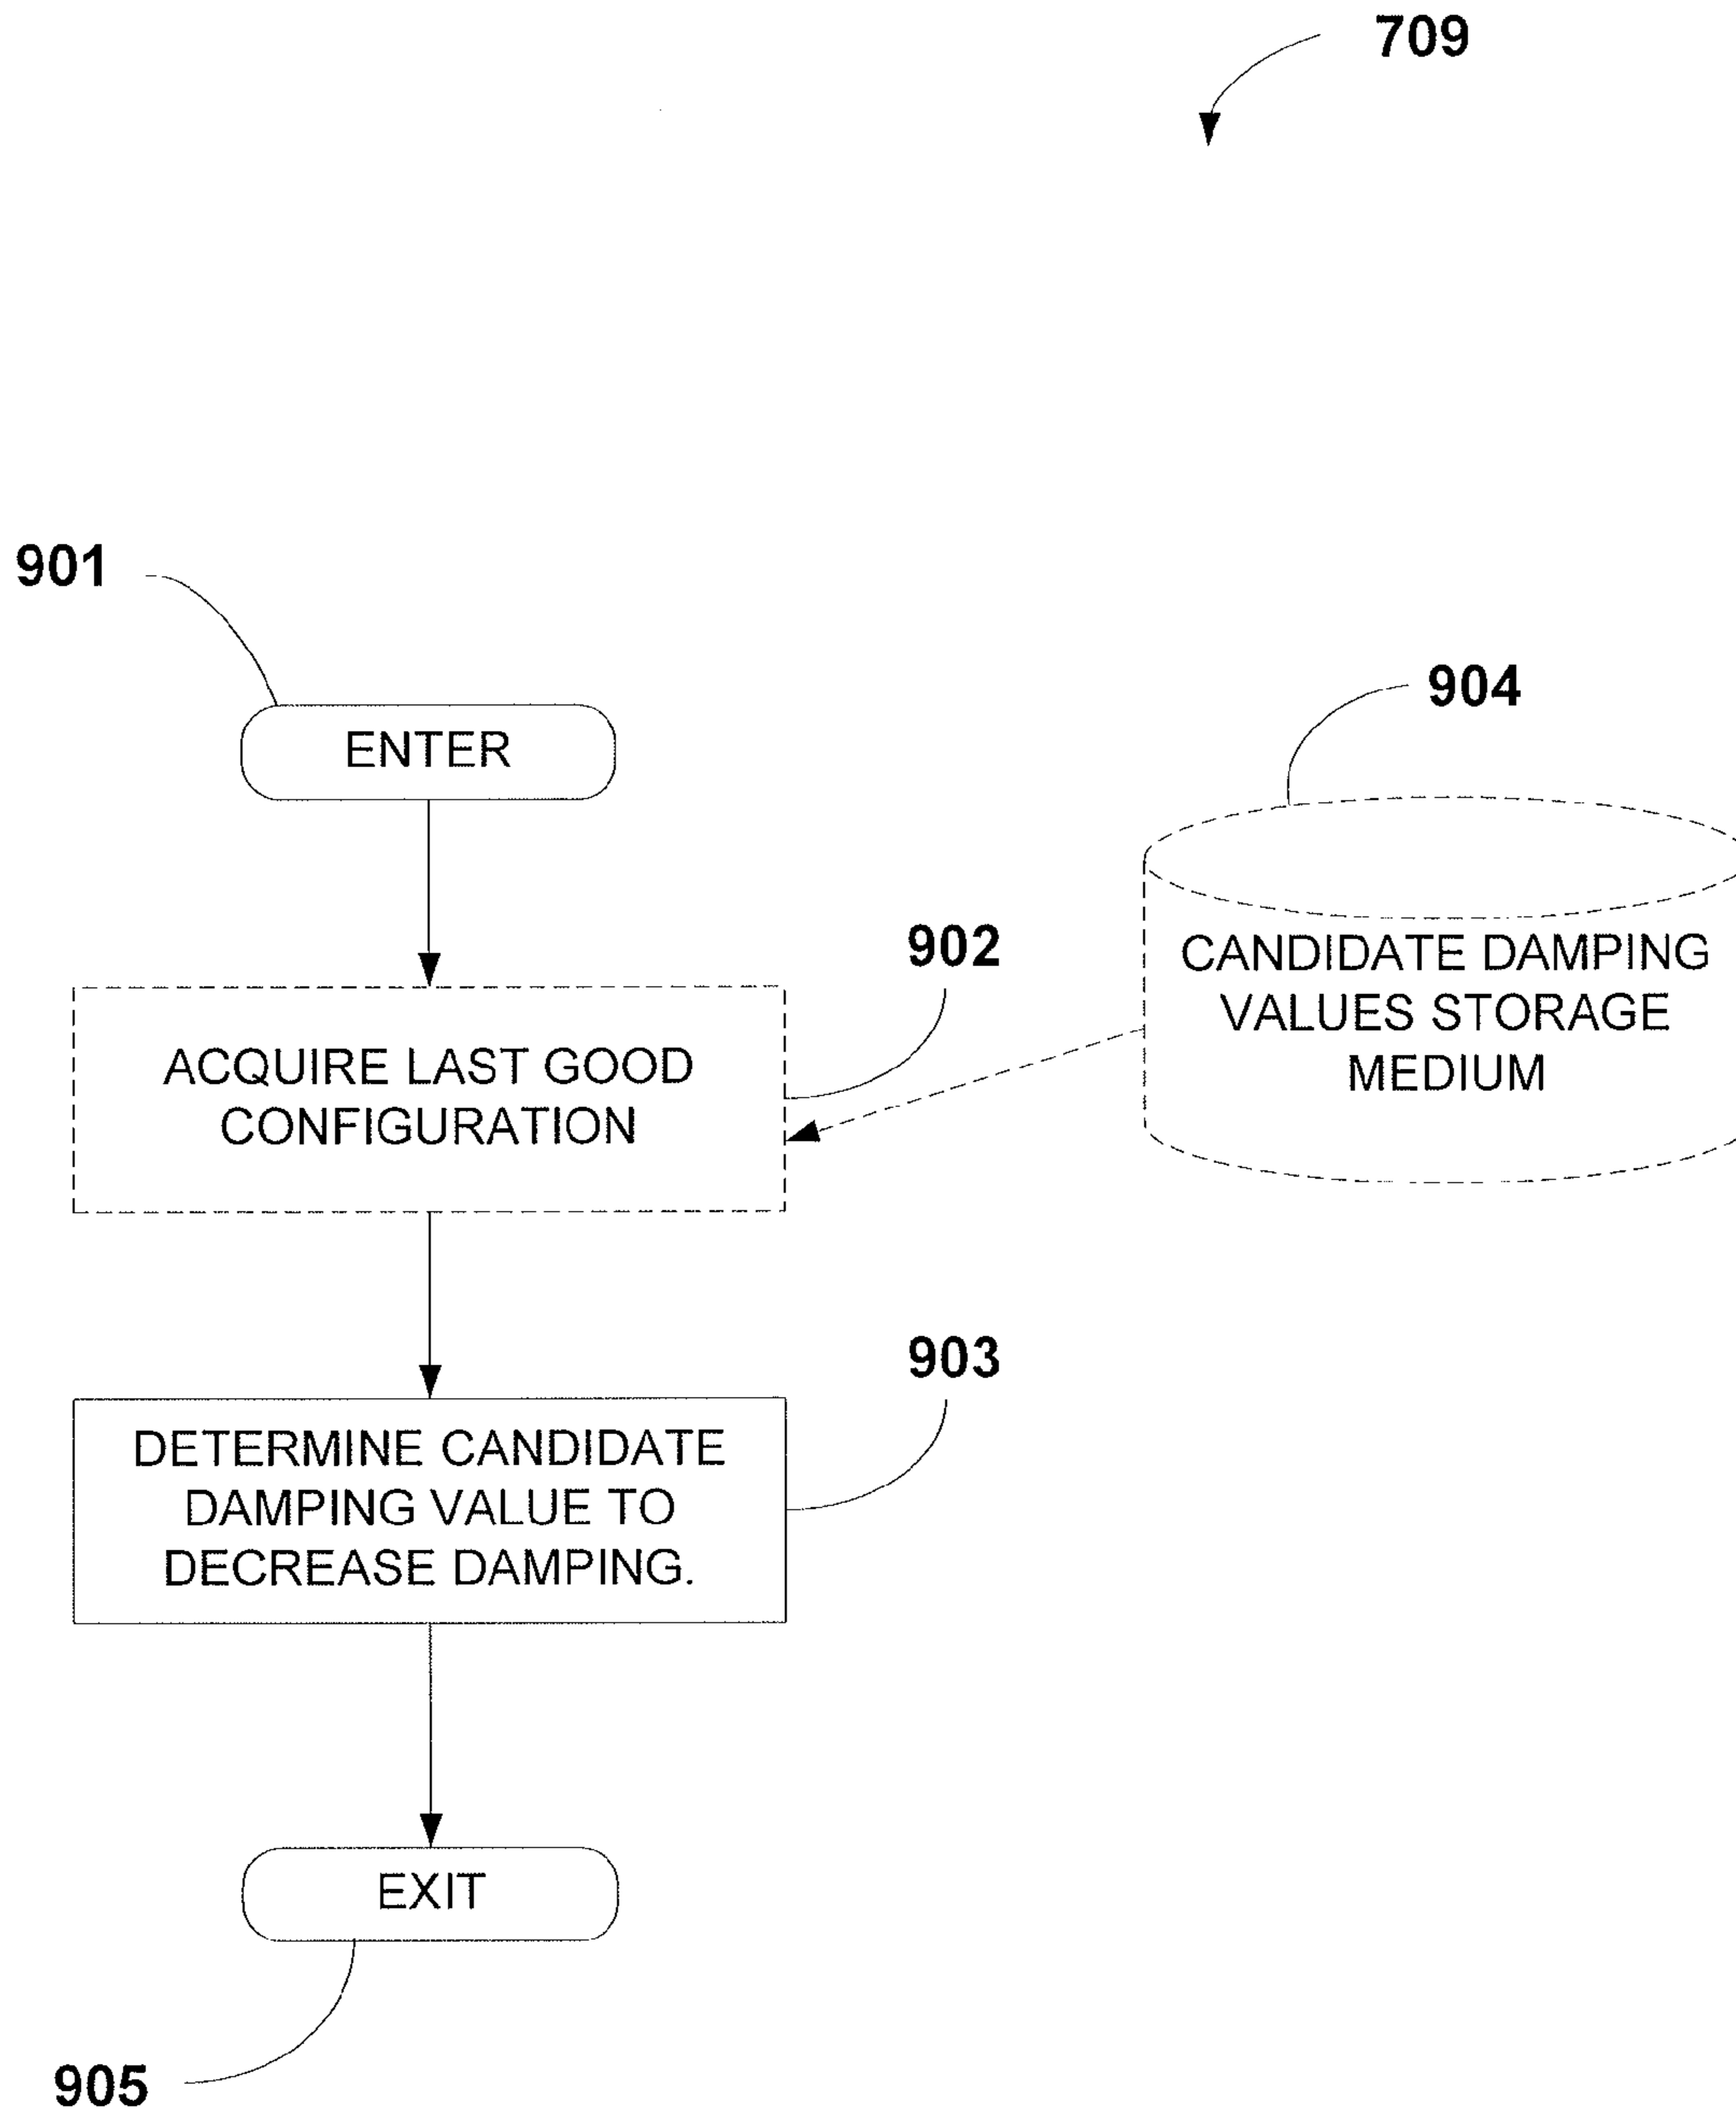 709
901
ENTER
904
902
CANDIDATE DAMPING
VALUES STORAGE
MEDIUM
ACQUIRE LAST GOOD
CONFIGURATION
903
DETERMINE CANDIDATE
DAMPING VALUE TO
DECREASE DAMPING.
EXIT
905